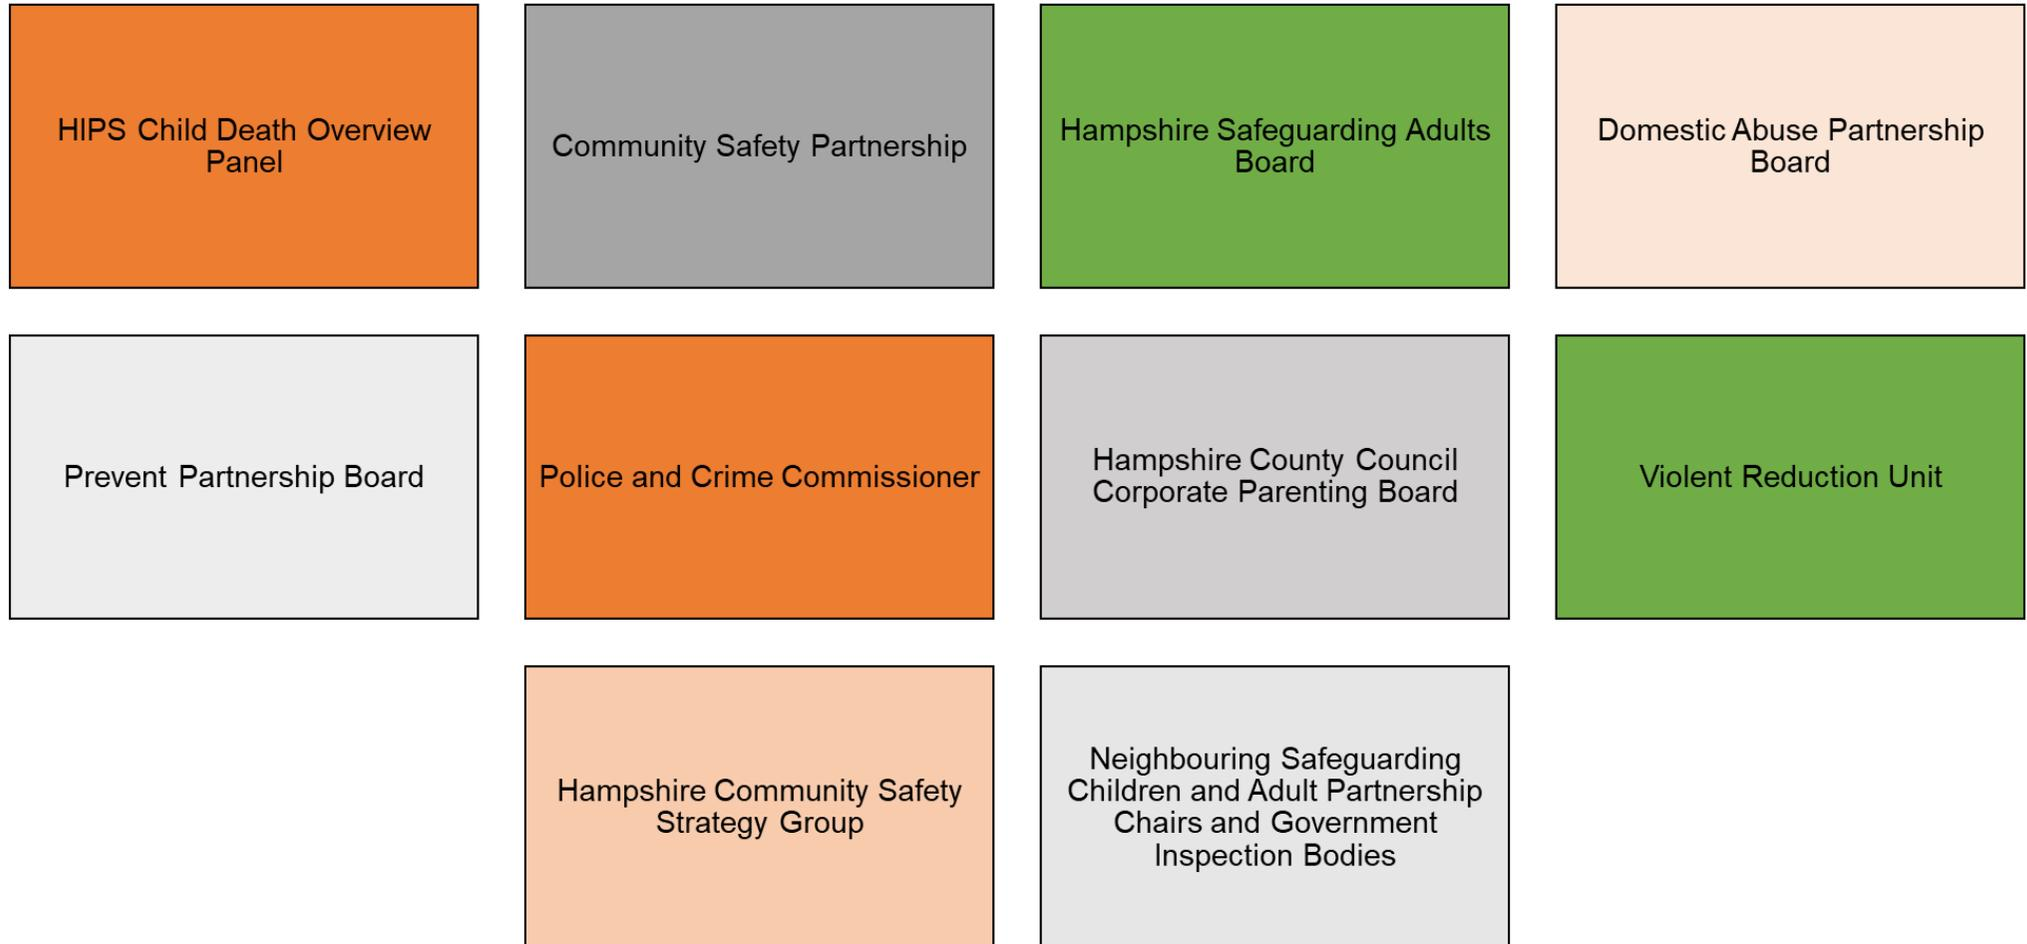 HIPS Child Death Overview
Panel
Community Safety Partnership
Hampshire Safeguarding Adults
Board
Domestic Abuse Partnership
Board
Prevent Partnership Board
Police and Crime Commissioner
Hampshire County Council
Corporate Parenting Board
Violent Reduction Unit
Hampshire Community Safety
Strategy Group
Neighbouring Safeguarding
Children and Adult Partnership
Chairs and Government
Inspection Bodies